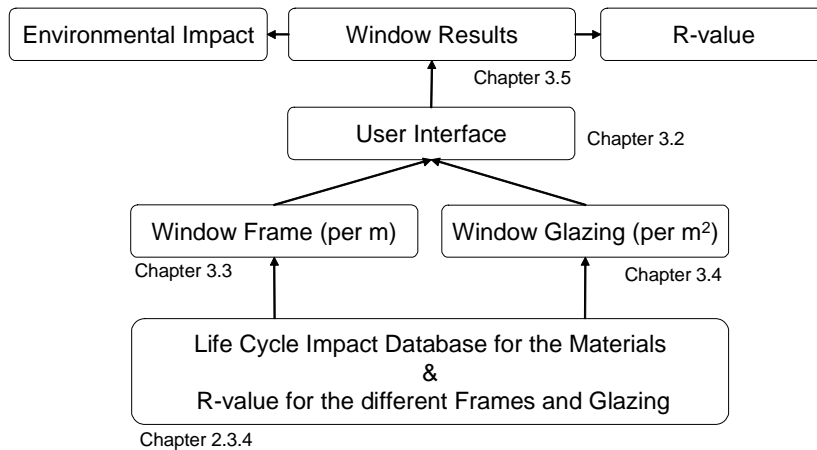 Environmental Impact
Window Results
R-value
Chapter 3.5
User Interface
Chapter 3.2
Window Frame (per m)
Window Glazing (per m²)
Chapter 3.3
Chapter 3.4
Life Cycle Impact Database for the Materials
&
R-value for the different Frames and Glazing
Chapter 2.3.4